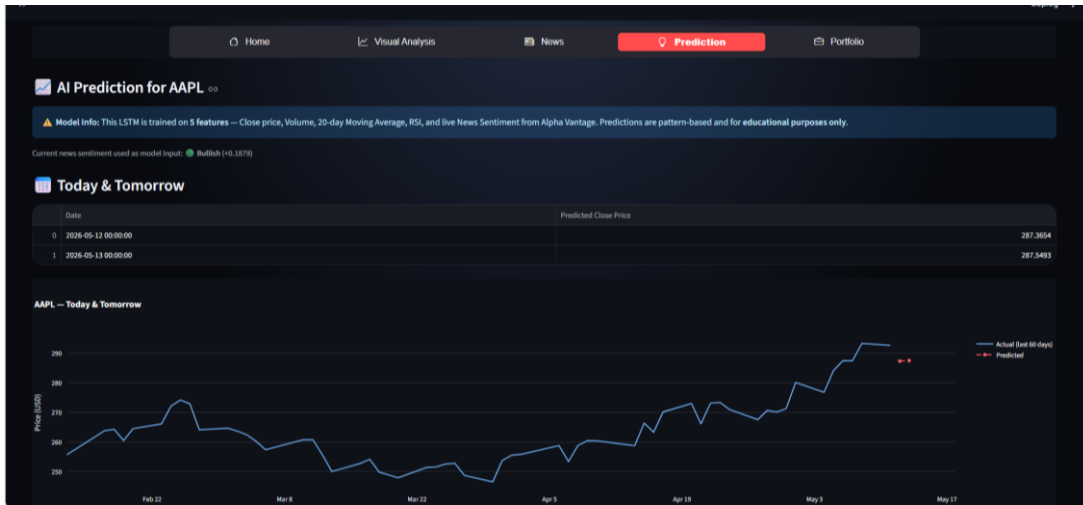 Home Visual Analysis News Prediction Portfolio
AI Prediction for AAPL
Model Info: This LSTM is trained on 5 features — Close price, Volume, 20-day Moving Average, RSI, and live News Sentiment from Alpha Vantage. Predictions are pattern-based and for educational purposes only.
Current news sentiment used as model input: Bullish (+0.1879)
Today & Tomorrow
Date Predicted Close Price
0 2026-05-12 00:00:00 287.3654
1 2026-05-13 00:00:00 287.5493
AAPL — Today & Tomorrow
Actual (last 60 days)
Predicted
Price (USD)
290
280
270
260
250
Feb 22 Mar 8 Mar 22 Apr 5 Apr 19 May 3 May 17